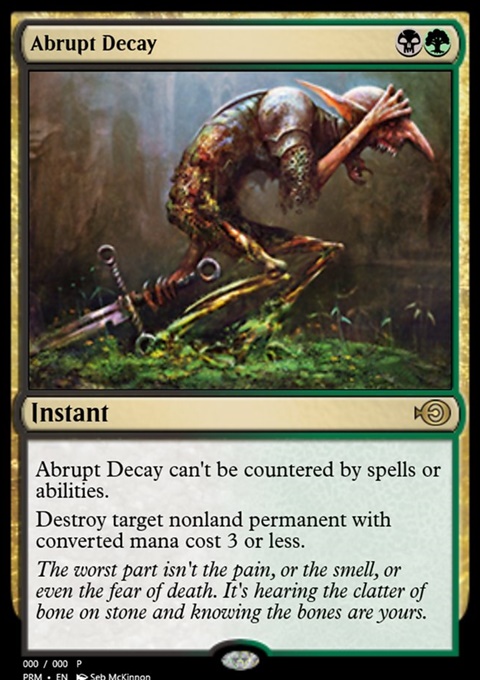 Abrupt Decay
Instant
Abrupt Decay can't be countered by spells or
abilities.
Destroy target nonland permanent with
converted mana cost 3 or less.
The worst part isn't the pain, or the smell, or
even the fear of death. It's hearing the clatter of
bone on stone and knowing the bones are yours.
000 / 000 P
PRM • EN Seb McKinnon